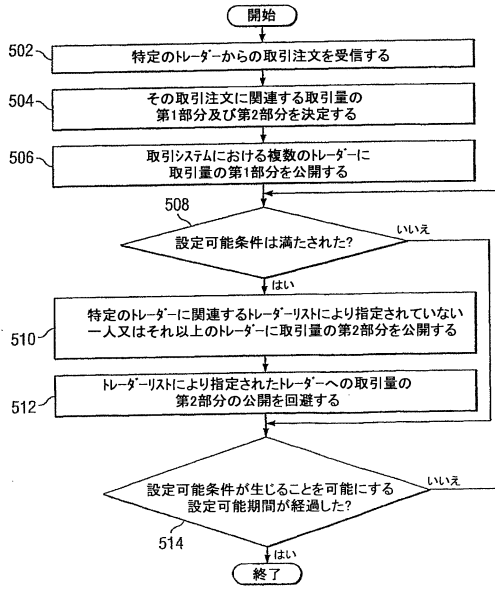 開始
502
特定のトレーダーからの取引注文を受信する
504
その取引注文に関連する取引量の
第1部分及び第2部分を決定する
506
取引システムにおける複数のトレーダーに
取引量の第1部分を公開する
508
設定可能条件は満たされた?
いいえ
はい
510
特定のトレーダーに関連するトレーダーリストにより指定されていない
一人又はそれ以上のトレーダーに取引量の第2部分を公開する
512
トレーダーリストにより指定されたトレーダーへの取引量の
第2部分の公開を回避する
設定可能条件が生じることを可能にする
設定可能期間が経過した?
いいえ
514
はい
終了